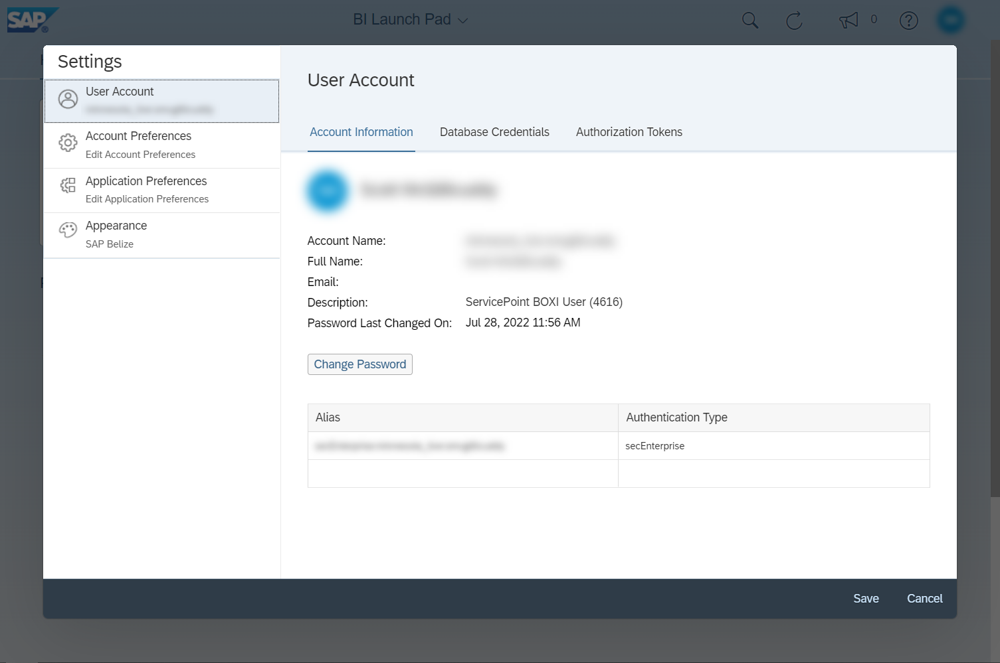 SAP®
BI Launch Pad
0
Settings
User Account
Account Preferences
Edit Account Preferences
Application Preferences
Edit Application Preferences
Appearance
SAP Belize
User Account
Account Information Database Credentials Authorization Tokens
Account Name:
Full Name:
Email:
Description: ServicePoint BOXI User (4616)
Password Last Changed On: Jul 28, 2022 11:56 AM
Change Password
Alias Authentication Type
secEnterprise
Save Cancel